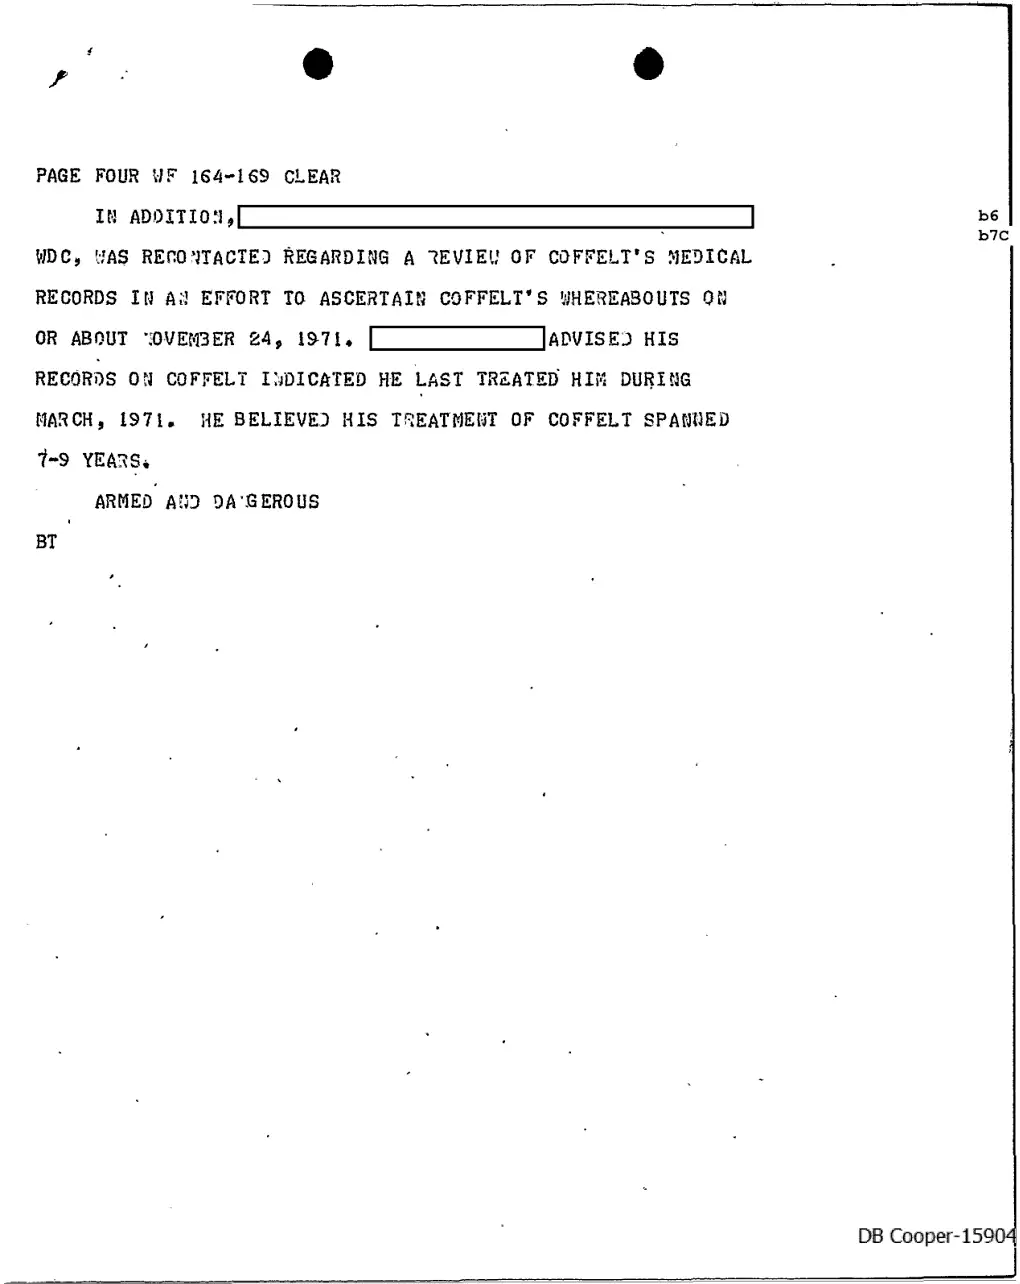 PAGE FOUR WF 164-169 CLEAR
IN ADDITION,
b6
b7C
WDC, WAS RECONTACTED REGARDING A REVIEW OF COFFELT'S MEDICAL
RECORDS IN AN EFFORT TO ASCERTAIN COFFELT'S WHEREABOUTS ON
OR ABOUT NOVEMBER 24, 1971. ADVISED HIS
RECORDS ON COFFELT INDICATED HE LAST TREATED HIM DURING
MARCH, 1971. HE BELIEVED HIS TREATMENT OF COFFELT SPANNED
7-9 YEARS.
ARMED AND DANGEROUS
BT
DB Cooper-15904